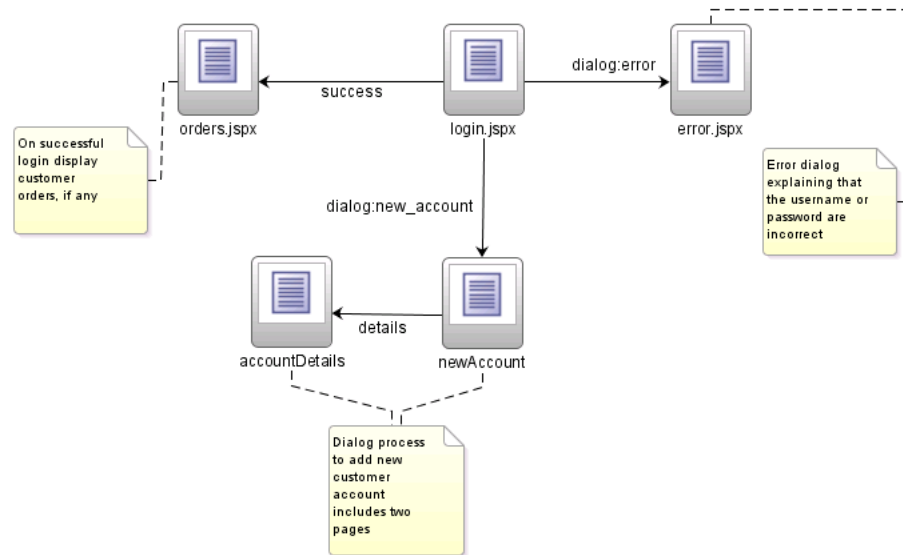 dialog:error
success
orders.jspx
login.jspx
error.jspx
On successful
login display
customer
orders, if any
Error dialog
explaining that
the username or
password are
incorrect
dialog:new_account
details
accountDetails
newAccount
Dialog process
to add new
customer
account
includes two
pages